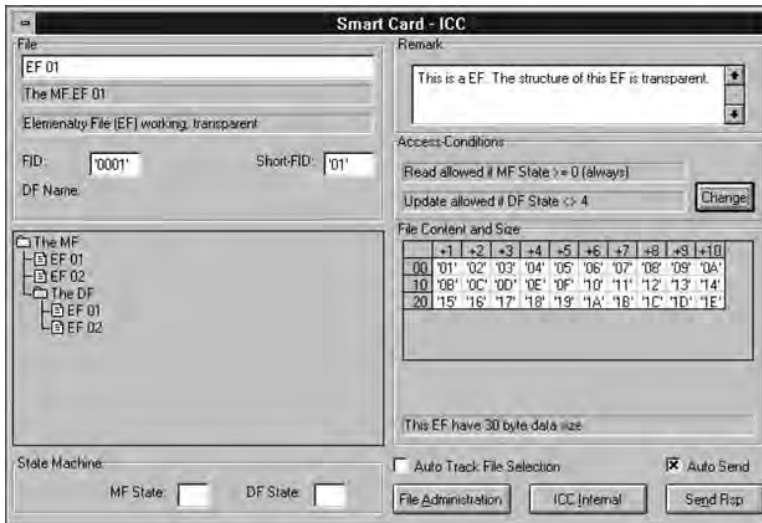 Smart Card - ICC
File
EF 01
The MF.EF 01
Elemenatry File (EF) working, transparent
FID: '0001' Short-FID: '01'
DF Name:
The MF
EF 01
EF 02
The DF
EF 01
EF 02
State Machine
MF State: DF State:
Remark
This is a EF. The structure of this EF is transparent.
Access-Conditions
Read allowed if MF State >= 0 (always)
Update allowed if DF State <> 4
Change
File Content and Size
+1 +2 +3 +4 +5 +6 +7 +8 +9 +10
00 '01' '02' '03' '04' '05' '06' '07' '08' '09' '0A'
10 '0B' '0C' '0D' '0E' '0F' '10' '11' '12' '13' '14'
20 '15' '16' '17' '18' '19' '1A' '1B' '1C' '1D' '1E'
This EF have 30 byte data size
Auto Track File Selection Auto Send
File Administration ICC Internal Send Rsp